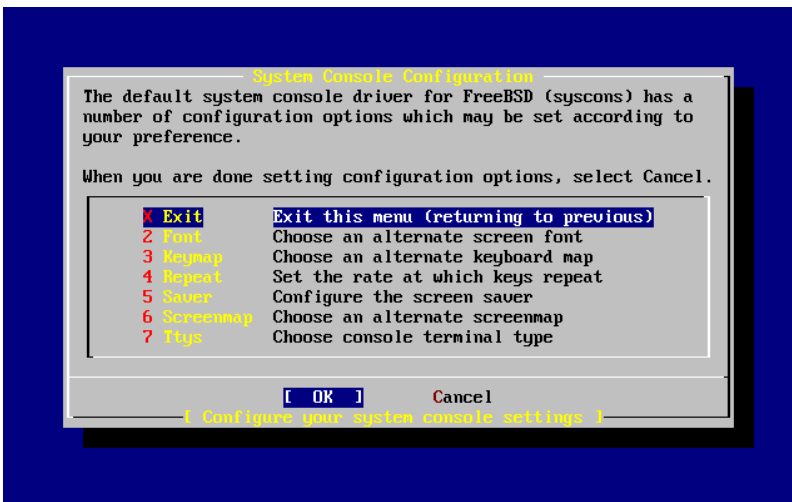 System Console Configuration
The default system console driver for FreeBSD (syscons) has a
number of configuration options which may be set according to
your preference.
When you are done setting configuration options, select Cancel.
X Exit Exit this menu (returning to previous)
2 Font Choose an alternate screen font
3 Keymap Choose an alternate keyboard map
4 Repeat Set the rate at which keys repeat
5 Saver Configure the screen saver
6 Screenmap Choose an alternate screenmap
7 Ttys Choose console terminal type
[ OK ] Cancel
[ Configure your system console settings ]